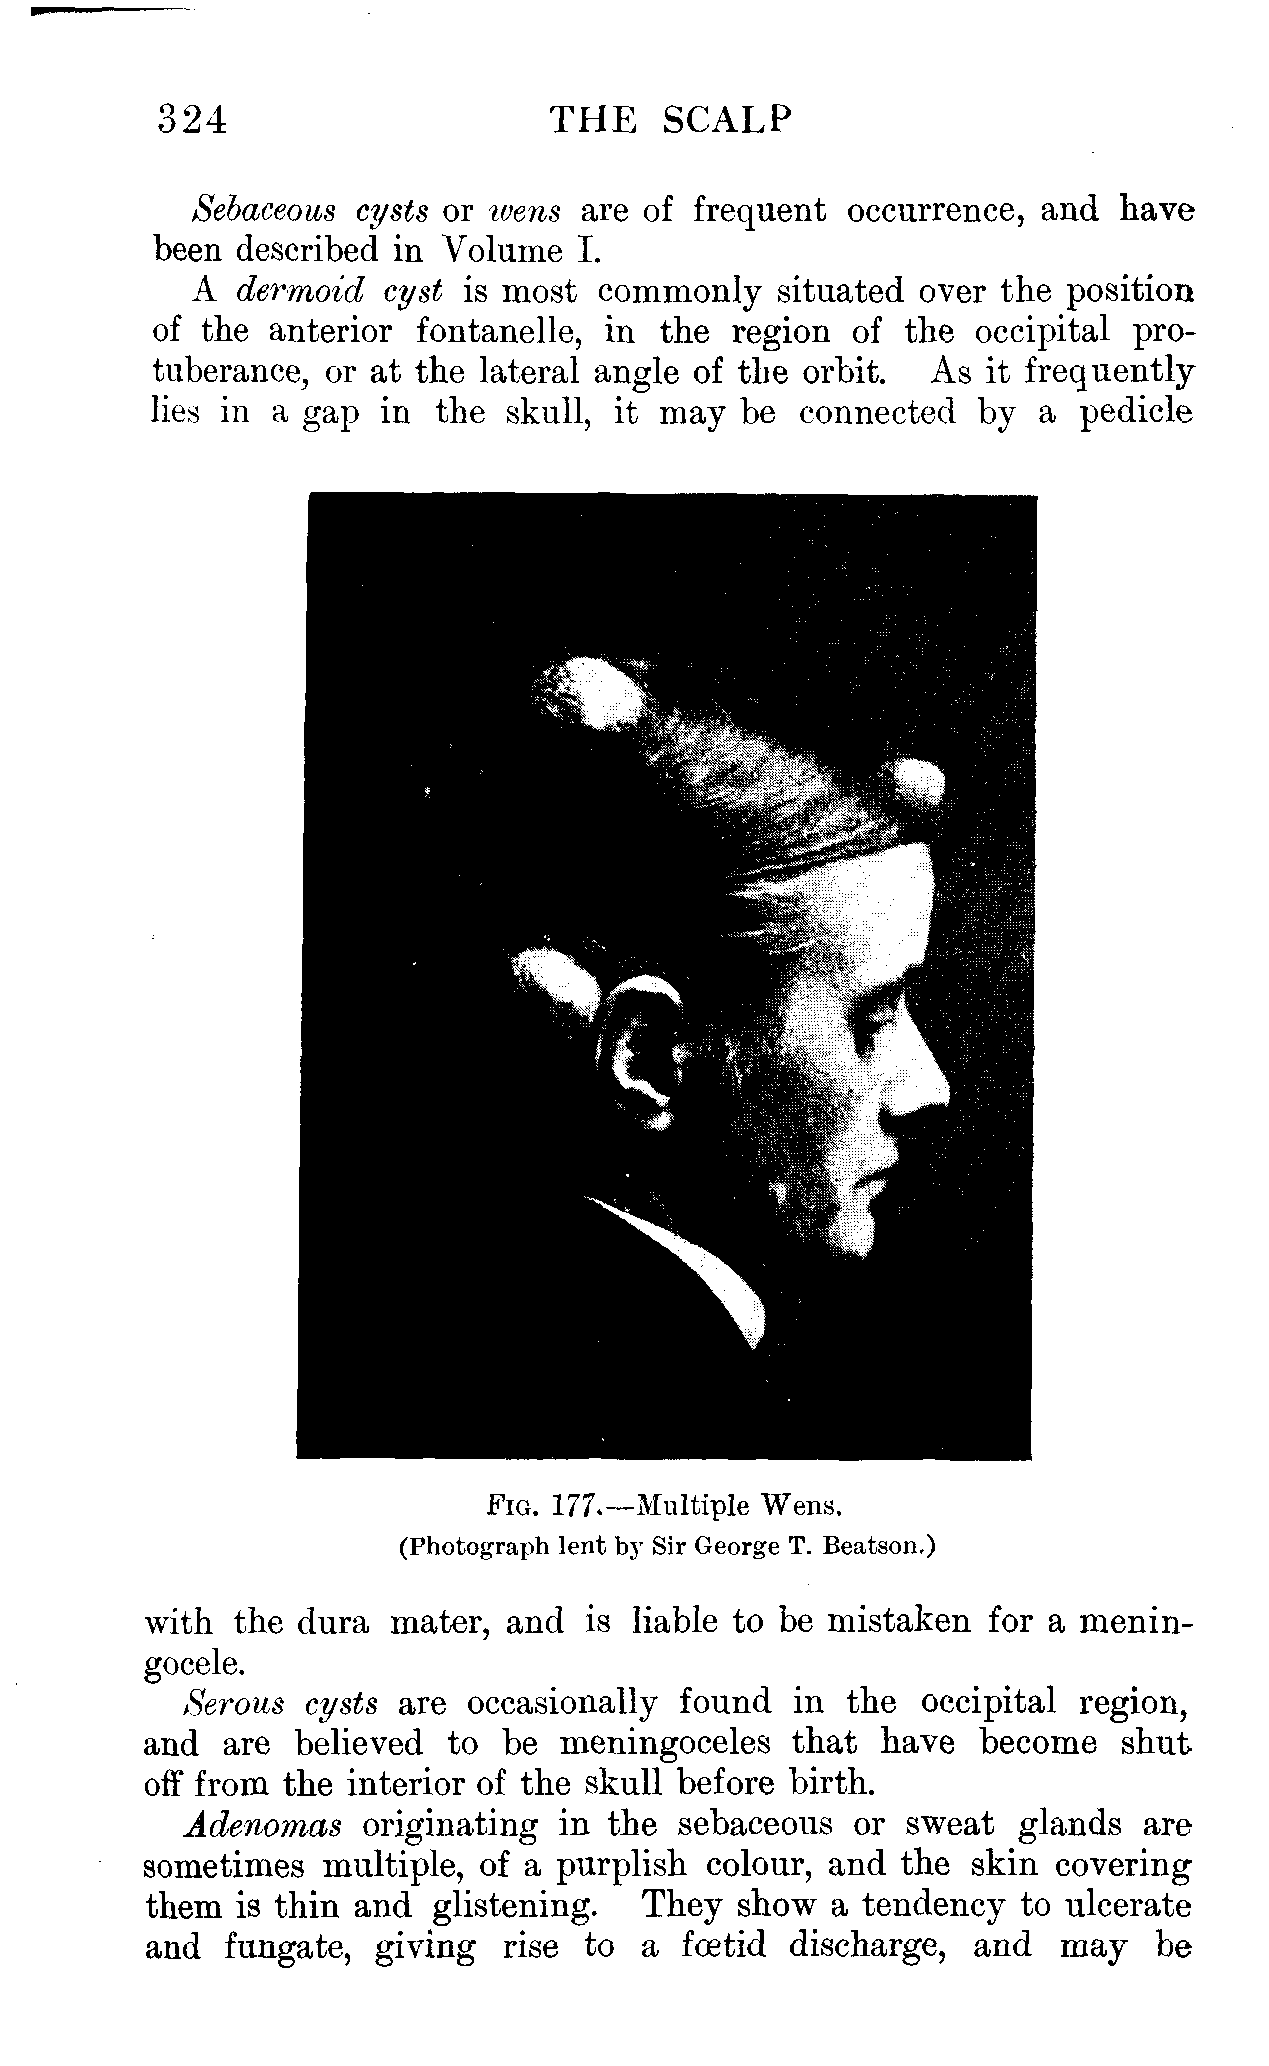 324 THE SCALP
Sebaceous cysts or wens are of frequent occurrence, and have
been described in Volume I.
A dermoid cyst is most commonly situated over the position
of the anterior fontanelle, in the region of the occipital pro-
tuberance, or at the lateral angle of the orbit. As it frequently
lies in a gap in the skull, it may be connected by a pedicle
FIG. 177.—Multiple Wens.
(Photograph lent by Sir George T. Beatson.)
with the dura mater, and is liable to be mistaken for a menin-
gocele.
Serous cysts are occasionally found in the occipital region,
and are believed to be meningoceles that have become shut
off from the interior of the skull before birth.
Adenomas originating in the sebaceous or sweat glands are
sometimes multiple, of a purplish colour, and the skin covering
them is thin and glistening. They show a tendency to ulcerate
and fungate, giving rise to a fœtid discharge, and may be